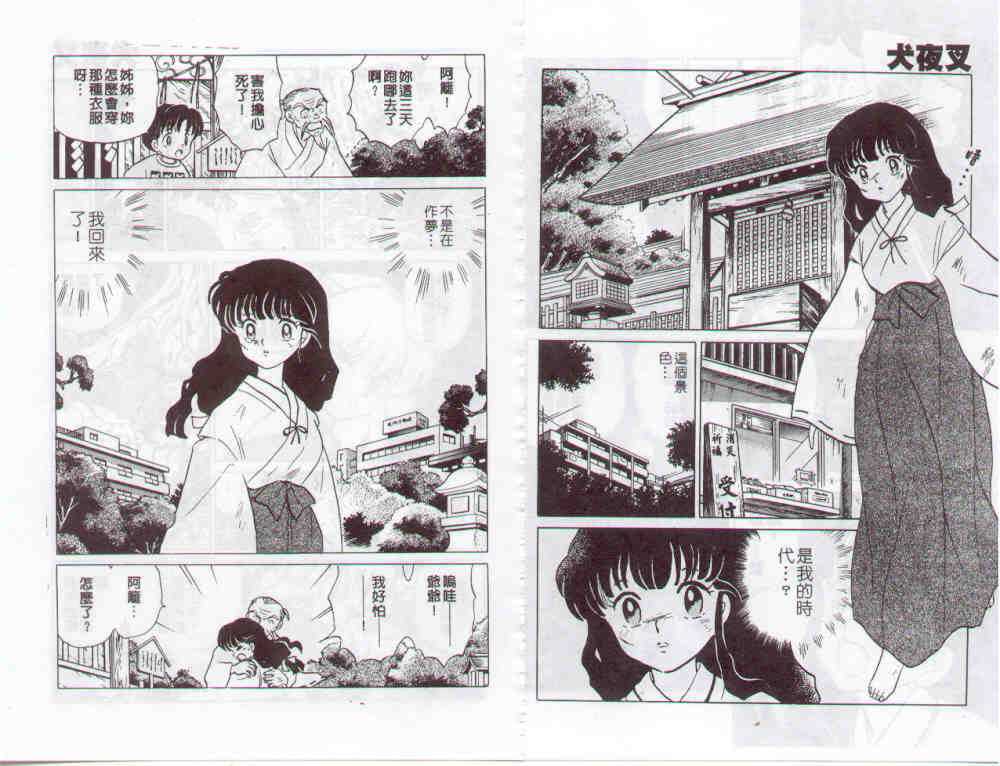 犬夜叉
這個景
色…
消災
受付
是我的時
代…?
阿籬!
妳這三天
跑哪去了
啊?
害我擔心
死了!
姊姊,妳
怎麼會穿
那種衣服
呀…
不是在
作夢…
我回來
了!
嗚哇——
爺爺!
我好怕——
阿籬…
怎麼了?